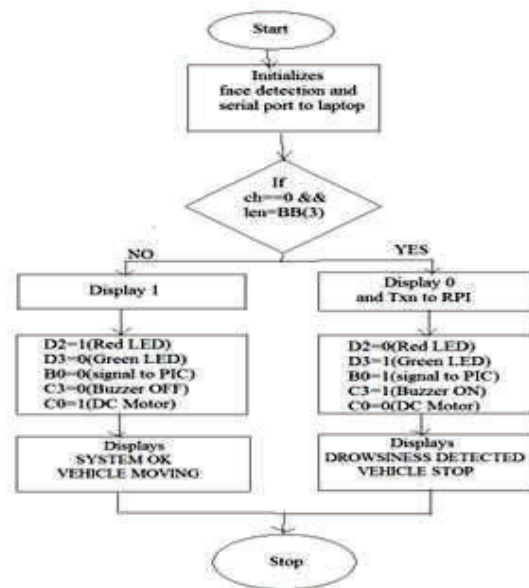 Start
Initializes
face detection and
serial port to laptop
If
ch==0 &&
len=BB(3)
NO
YES
Display 1
Display 0
and Txn to RPI
D2=1(Red LED)
D3=0(Green LED)
B0=0(signal to PIC)
C3=0(Buzzer OFF)
C0=1(DC Motor)
D2=0(Red LED)
D3=1(Green LED)
B0=1(signal to PIC)
C3=1(Buzzer ON)
C0=0(DC Motor)
Displays
SYSTEM OK
VEHICLE MOVING
Displays
DROWSINESS DETECTED
VEHICLE STOP
Stop